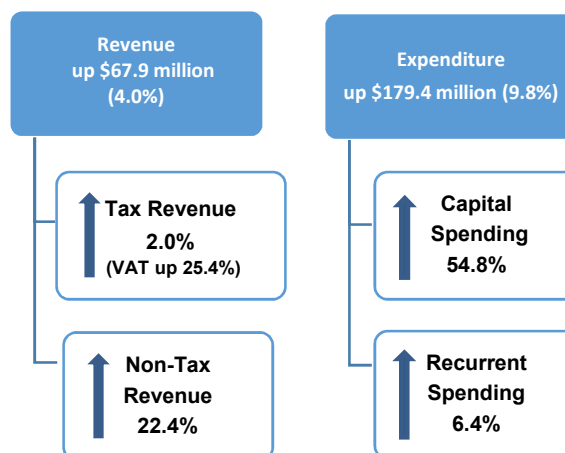 Revenue
up $67.9 million
(4.0%)
Tax Revenue
2.0%
(VAT up 25.4%)
Non-Tax
Revenue
22.4%
Expenditure
up $179.4 million (9.8%)
Capital
Spending
54.8%
Recurrent
Spending
6.4%